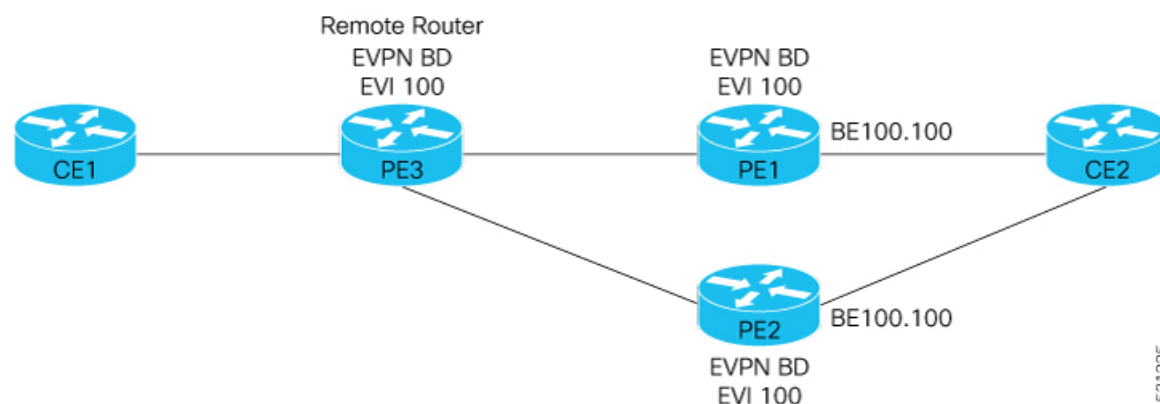 Remote Router
EVPN BD
EVI 100
EVPN BD
EVI 100
BE100.100
CE1
PE3
PE1
CE2
PE2
BE100.100
EVPN BD
EVI 100